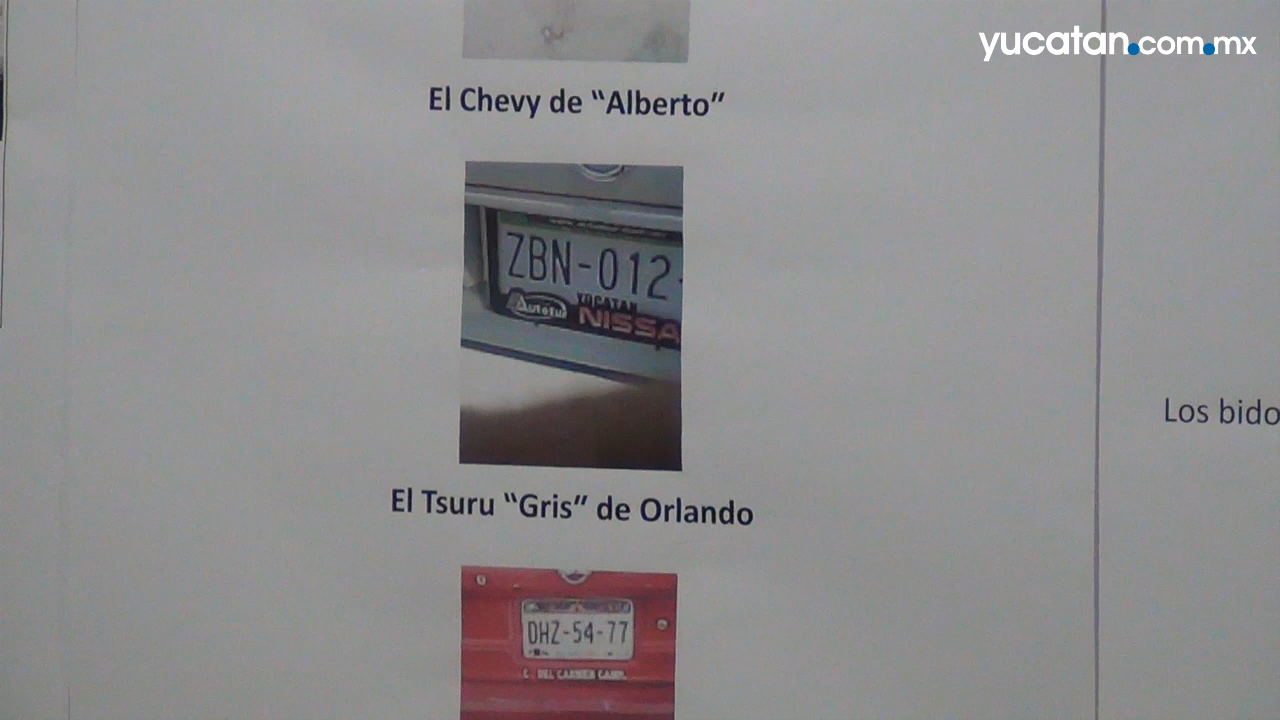 yucatan.com.mx
El Chevy de “Alberto”
ZBN-012-
YUCATAN
NISSA
El Tsuru “Gris” de Orlando
DHZ-54-77
Los bido